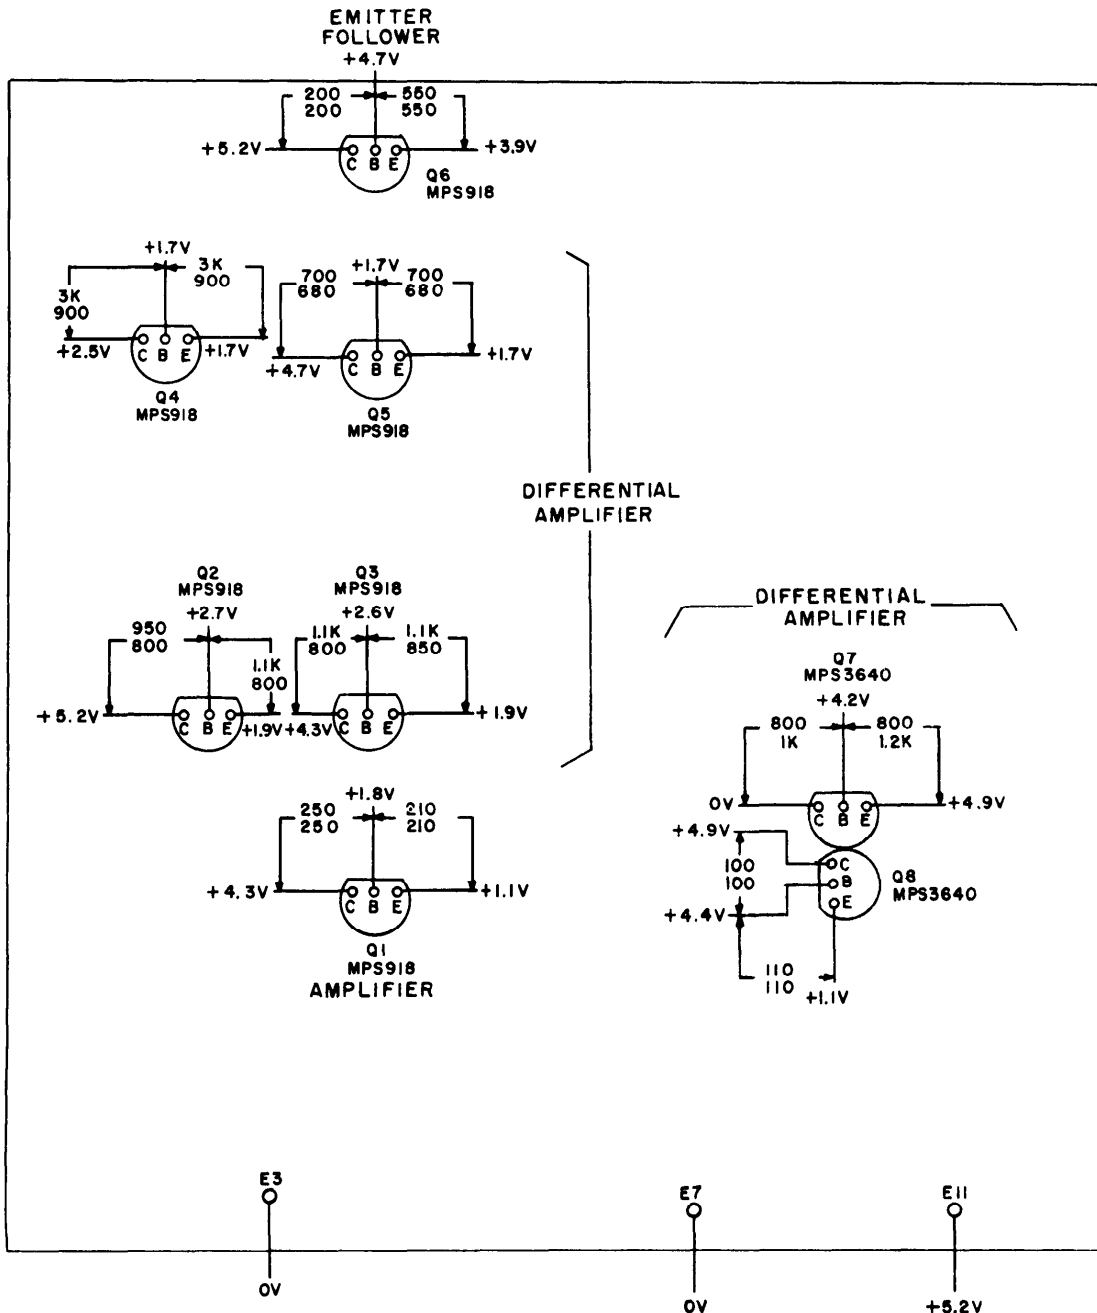 EMITTER
FOLLOWER
+4.7V
200
200
550
550
+5.2V
+3.9V
C B E
Q6
MPS918
+1.7V
3K
900
3K
900
+2.5V
+1.7V
C B E
Q4
MPS918
+1.7V
700
680
700
680
+4.7V
+1.7V
C B E
Q5
MPS918
DIFFERENTIAL
AMPLIFIER
Q2
MPS918
+2.7V
950
800
1.1K
800
+5.2V
+1.9V
C B E
Q3
MPS918
+2.6V
1.1K
800
1.1K
850
+4.3V
+1.9V
C B E
DIFFERENTIAL
AMPLIFIER
Q7
MPS3640
+4.2V
800
1K
800
1.2K
0V
+4.9V
C B E
+4.9V
100
100
+4.4V
C
B
E
Q8
MPS3640
110
110
+1.1V
+1.8V
250
250
210
210
+4.3V
+1.1V
C B E
Q1
MPS918
AMPLIFIER
E3
E7
E11
0V
0V
+5.2V